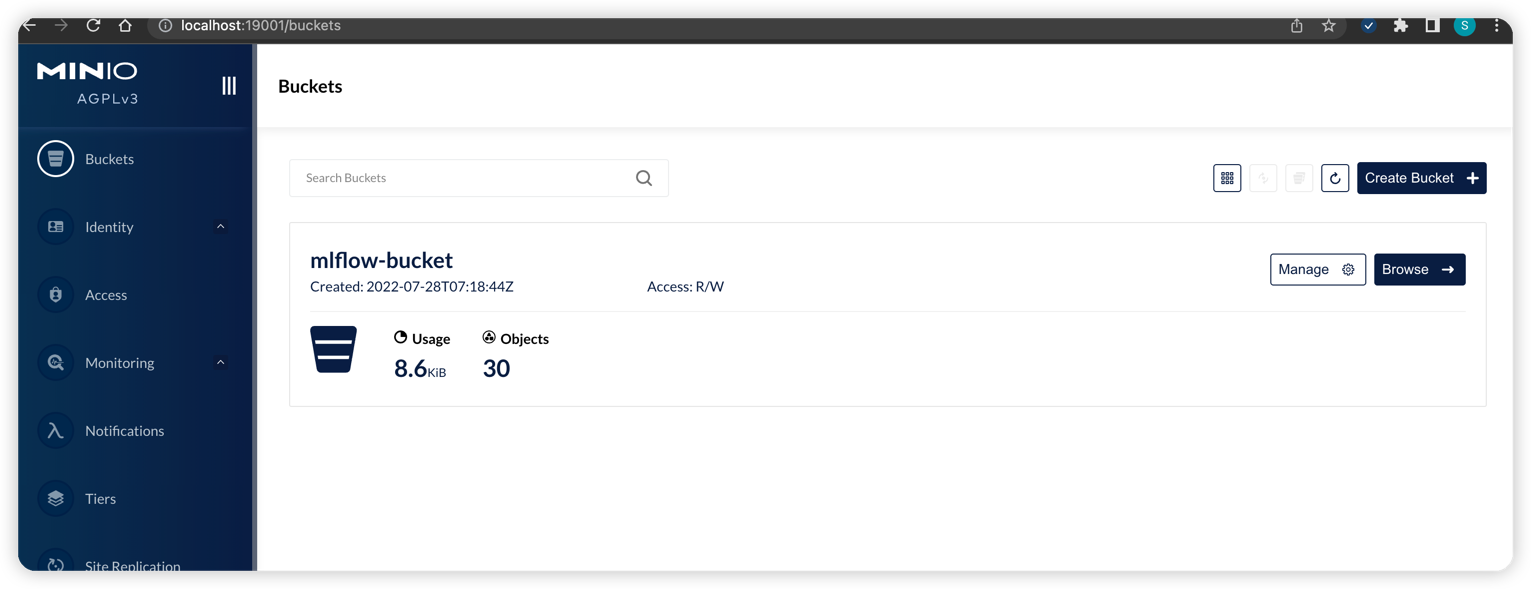 localhost:19001/buckets
S
MINIO
AGPLv3
Buckets
Identity
Access
Monitoring
Notifications
Tiers
Site Replication
Buckets
Search Buckets
Create Bucket
mlflow-bucket
Created: 2022-07-28T07:18:44Z Access: R/W
Manage
Browse
Usage Objects
8.6KiB 30